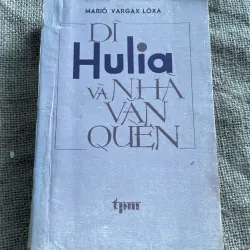 MARIÔ VARGAX LÔXA
DÌ
Hulia
VÀ NHÀ
VĂN
QUÈN
tpm